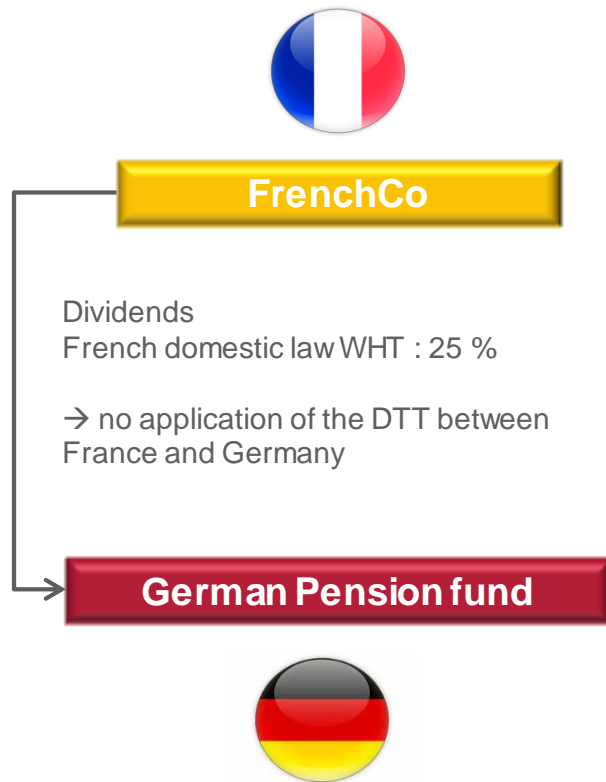 FrenchCo
Dividends
French domestic law WHT : 25 %
→ no application of the DTT between
France and Germany
German Pension fund